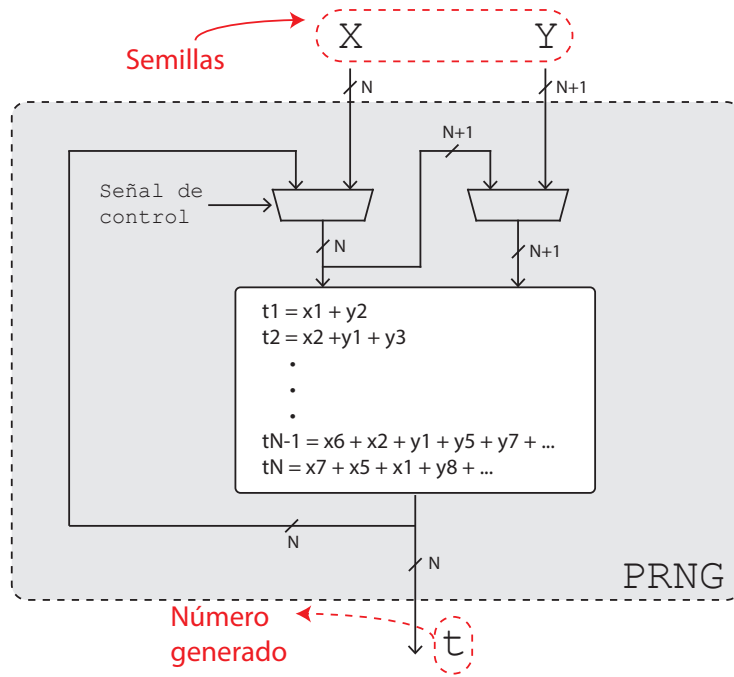 X Y
Semillas
N
N+1
N+1
Señal de
control
N
N+1
t1 = x1 + y2
t2 = x2 +y1 + y3
.
.
.
tN-1 = x6 + x2 + y1 + y5 + y7 + ...
tN = x7 + x5 + x1 + y8 + ...
N
N
PRNG
Número
generado
t